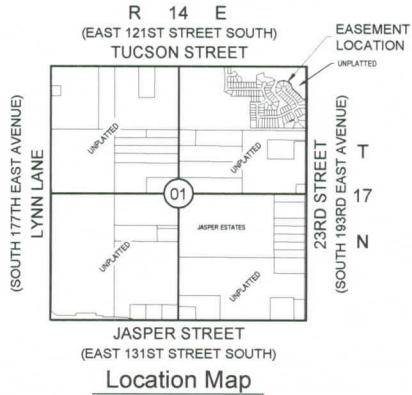 R 14 E
(EAST 121ST STREET SOUTH)
TUCSON STREET
EASEMENT
LOCATION
UNPLATTED
UNPLATTED
UNPLATTED
(SOUTH 177TH EAST AVENUE)
LYNN LANE
01
23RD STREET
(SOUTH 193RD EAST AVENUE)
T
17
N
JASPER ESTATES
UNPLATTED
UNPLATTED
JASPER STREET
(EAST 131ST STREET SOUTH)
Location Map